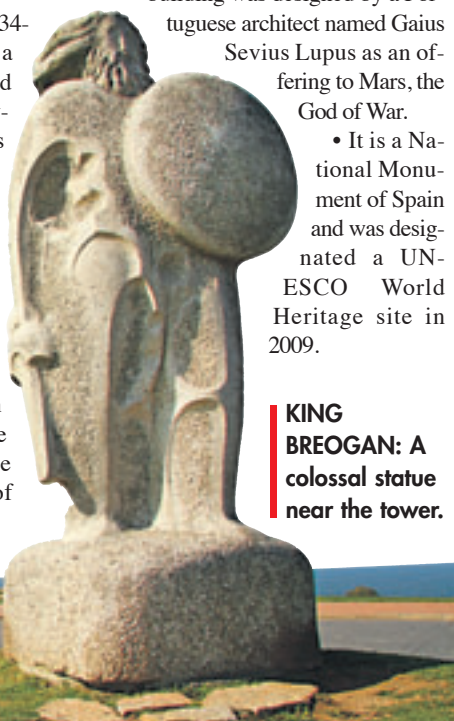 34-
a
d
s
e
e
of
tuguese architect named Gaius
Sevius Lupus as an of-
fering to Mars, the
God of War.
• It is a Na-
tional Monu-
ment of Spain
and was desig-
nated a UN-
ESCO World
Heritage site in
2009.
KING
BREOGAN: A
colossal statue
near the tower.